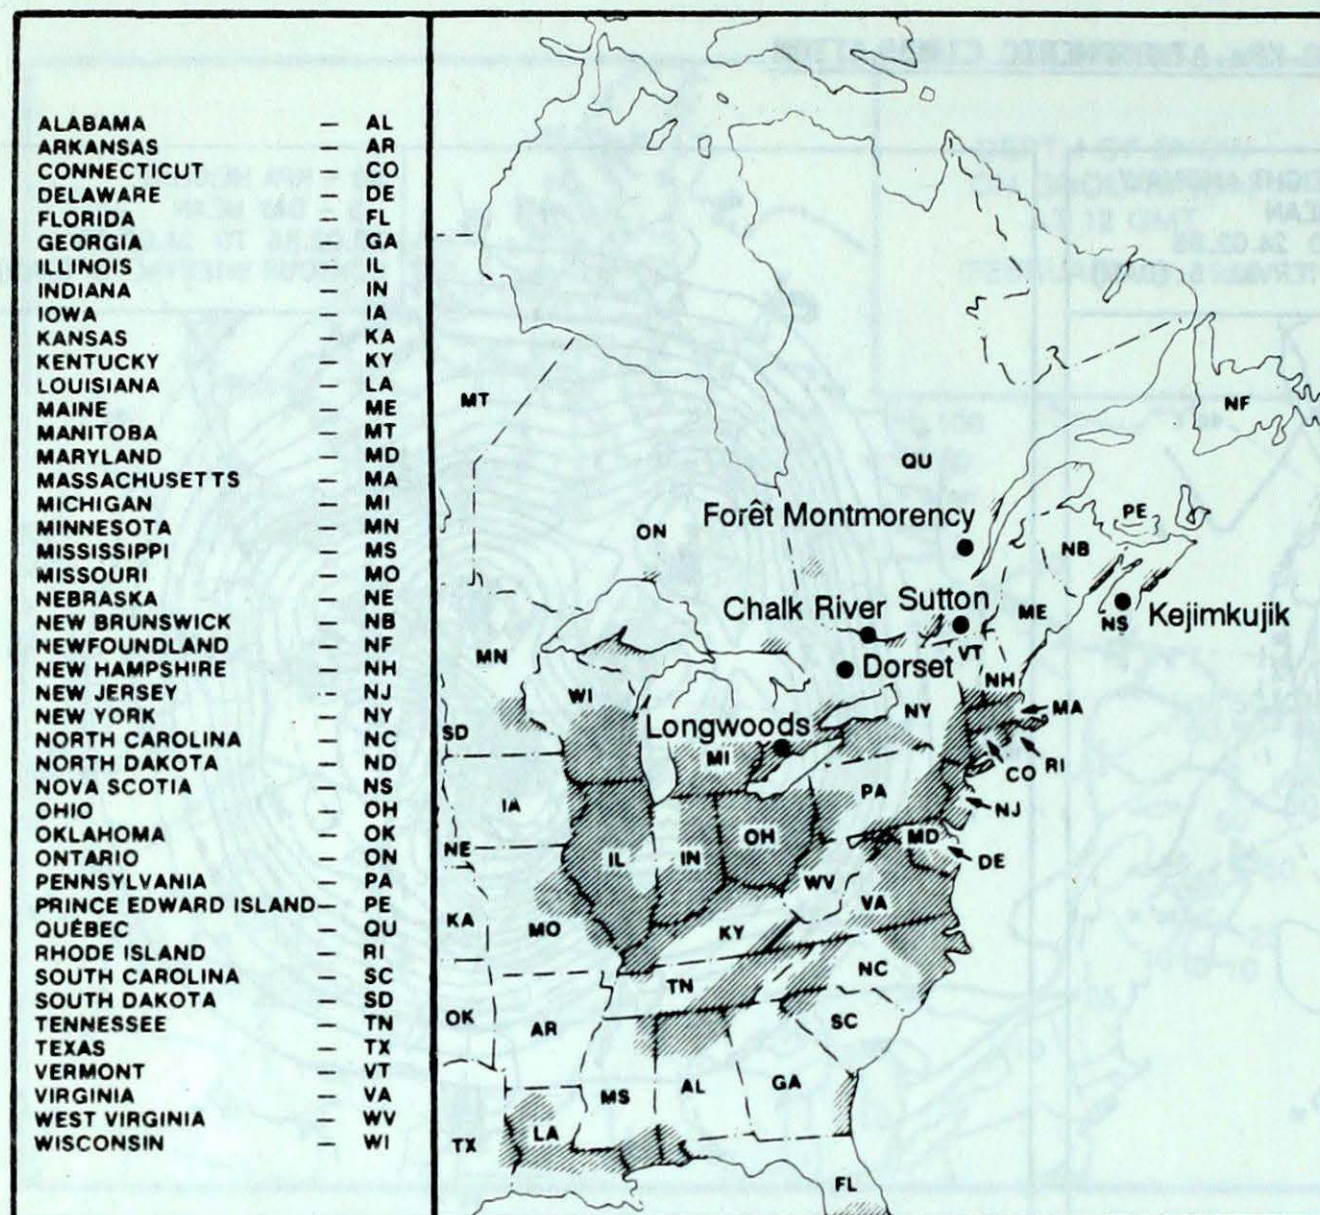 ALABAMA — AL
ARKANSAS — AR
CONNECTICUT — CO
DELAWARE — DE
FLORIDA — FL
GEORGIA — GA
ILLINOIS — IL
INDIANA — IN
IOWA — IA
KANSAS — KA
KENTUCKY — KY
LOUISIANA — LA
MAINE — ME
MANITOBA — MT
MARYLAND — MD
MASSACHUSETTS — MA
MICHIGAN — MI
MINNESOTA — MN
MISSISSIPPI — MS
MISSOURI — MO
NEBRASKA — NE
NEW BRUNSWICK — NB
NEWFOUNDLAND — NF
NEW HAMPSHIRE — NH
NEW JERSEY — NJ
NEW YORK — NY
NORTH CAROLINA — NC
NORTH DAKOTA — ND
NOVA SCOTIA — NS
OHIO — OH
OKLAHOMA — OK
ONTARIO — ON
PENNSYLVANIA — PA
PRINCE EDWARD ISLAND — PE
QUÉBEC — QU
RHODE ISLAND — RI
SOUTH CAROLINA — SC
SOUTH DAKOTA — SD
TENNESSEE — TN
TEXAS — TX
VERMONT — VT
VIRGINIA — VA
WEST VIRGINIA — WV
WISCONSIN — WI
MT
NF
QU
Forêt Montmorency
PE
ON
NB
Chalk River
Sutton
ME
NS
Kejimkujik
MN
Dorset
VT
NH
WI
NY
MA
SD
Longwoods
MI
CO
RI
IA
PA
NJ
NE
IL
IN
OH
MD
DE
WV
KA
MO
KY
VA
TN
NC
OK
AR
SC
MS
AL
GA
TX
LA
FL